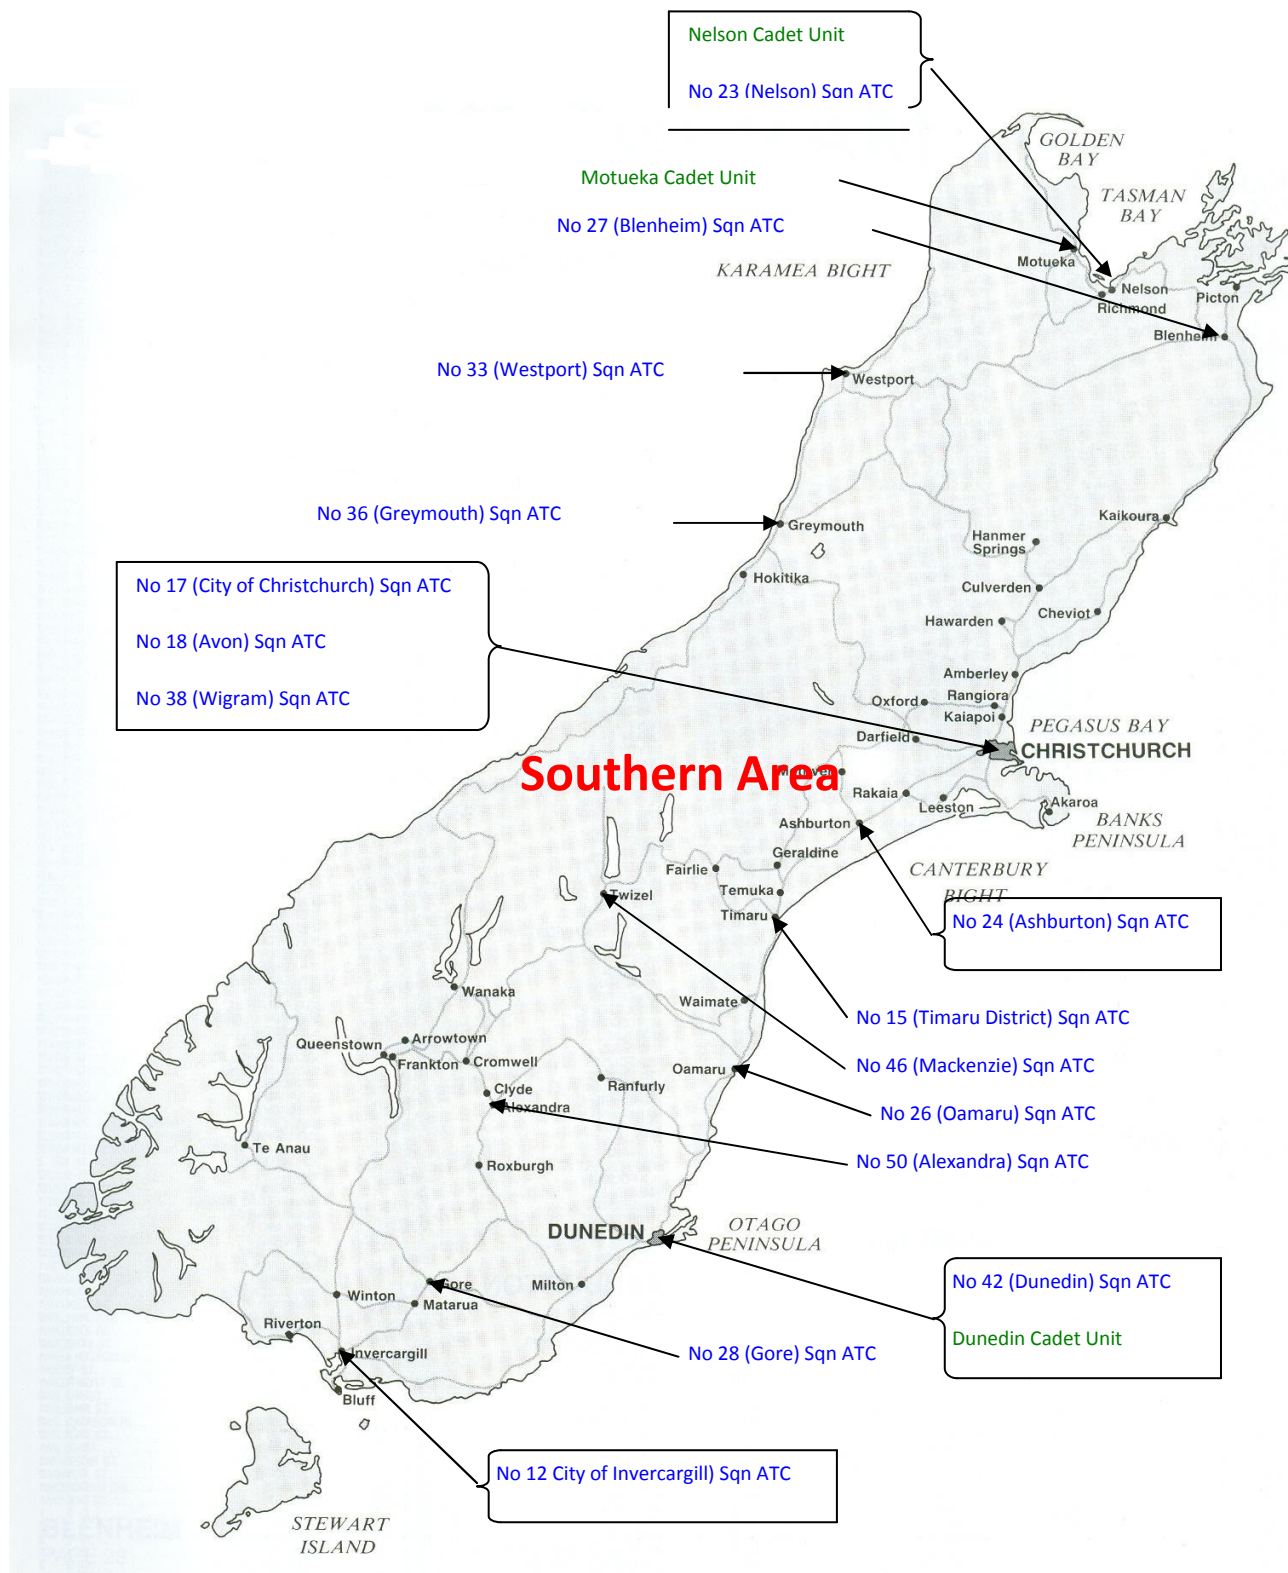 Nelson Cadet Unit
No 23 (Nelson) Sqn ATC
GOLDEN
BAY
Motueka Cadet Unit
TASMAN
BAY
No 27 (Blenheim) Sqn ATC
Motueka
KARAMEA BIGHT
Nelson
Picton
Richmond
Blenheim
No 33 (Westport) Sqn ATC
Westport
No 36 (Greymouth) Sqn ATC
Greymouth
Kaikoura
Hanmer
Springs
Hokitika
No 17 (City of Christchurch) Sqn ATC
Culverden
Cheviot
Hawarden
No 18 (Avon) Sqn ATC
Amberley
No 38 (Wigram) Sqn ATC
Oxford
Rangiora
Kaiapoi
PEGASUS BAY
Darfield
CHRISTCHURCH
Southern Area
Rakaia
Leeston
Akaroa
Ashburton
BANKS
PENINSULA
Geraldine
Fairlie
CANTERBURY
BIGHT
Twizel
Temuka
Timaru
No 24 (Ashburton) Sqn ATC
Wanaka
Waimate
No 15 (Timaru District) Sqn ATC
Arrowtown
Queenstown
Frankton
Cromwell
Oamaru
No 46 (Mackenzie) Sqn ATC
Clyde
Ranfurly
Alexandra
No 26 (Oamaru) Sqn ATC
Te Anau
No 50 (Alexandra) Sqn ATC
Roxburgh
DUNEDIN
OTAGO
PENINSULA
Gore
Milton
No 42 (Dunedin) Sqn ATC
Winton
Matarua
Riverton
Dunedin Cadet Unit
Invercargill
No 28 (Gore) Sqn ATC
Bluff
No 12 City of Invercargill) Sqn ATC
STEWART
ISLAND